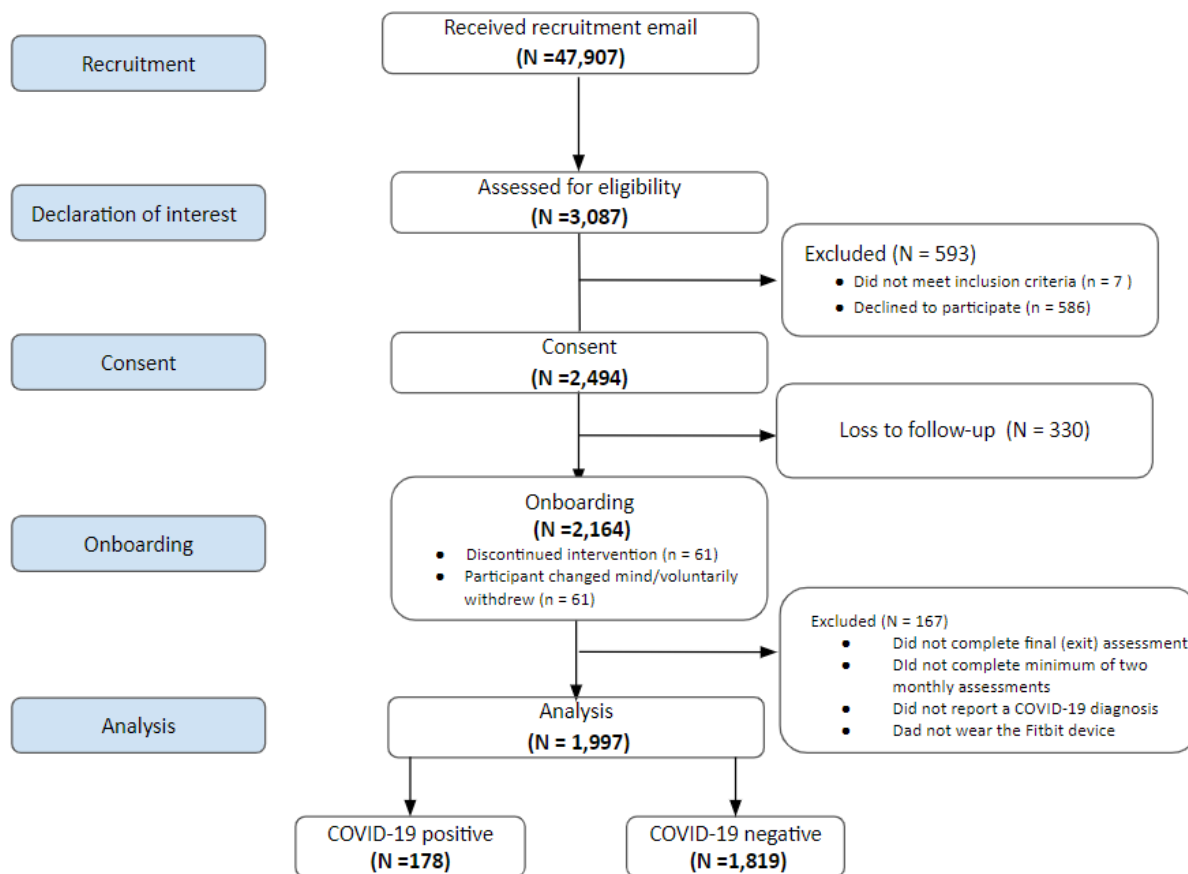 Received recruitment email
(N =47,907)
Recruitment
Assessed for eligibility
(N =3,087)
Declaration of interest
Excluded (N = 593)
● Did not meet inclusion criteria (n = 7 )
● Declined to participate (n = 586)
Consent
(N =2,494)
Consent
Loss to follow-up (N = 330)
Onboarding
(N =2,164)
● Discontinued intervention (n = 61)
● Participant changed mind/voluntarily
withdrew (n = 61)
Onboarding
Excluded (N = 167)
● Did not complete final (exit) assessment
● DId not complete minimum of two
monthly assessments
● Did not report a COVID-19 diagnosis
● Dad not wear the Fitbit device
Analysis
(N = 1,997)
Analysis
COVID-19 positive
(N =178)
COVID-19 negative
(N =1,819)